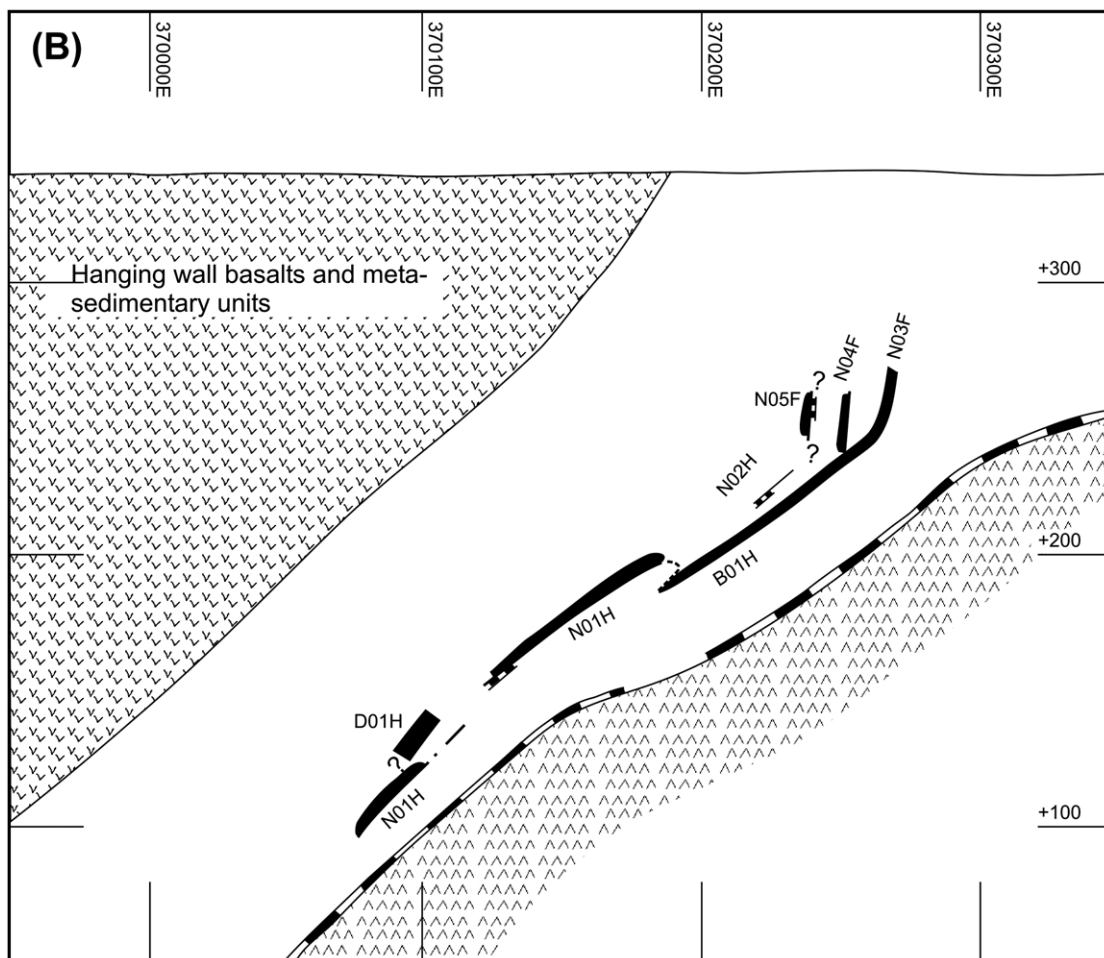 (B)
370000E
370100E
370200E
370300E
Hanging wall basalts and meta-
sedimentary units
+300
N03F
N04F
?
N05F
?
N02H
+200
B01H
N01H
D01H
?
N01H
+100